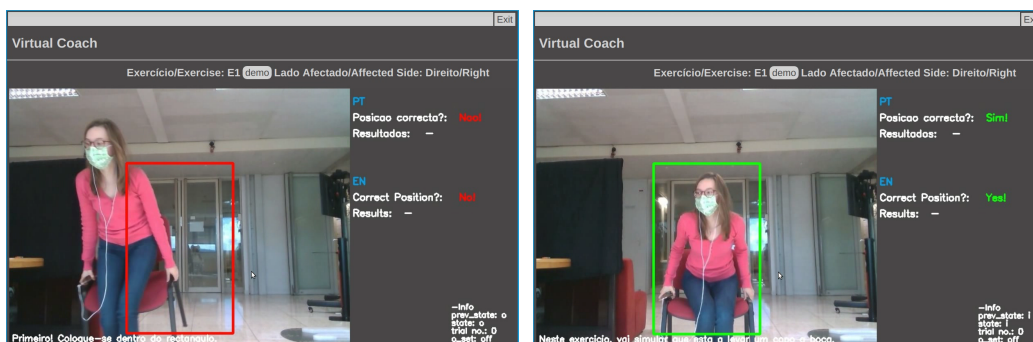 Exit
Virtual Coach
Exercício/Exercise: E1 demo Lado Afectado/Affected Side: Direito/Right
PT
Posicao correcta?: Nao!
Resultados: –
EN
Correct Position?: No!
Results: –
–Info
prev_state: o
state: o
trial no.: 0
o_set: off
Primeiro! Coloque–se dentro do rectangulo.
Ex
Virtual Coach
Exercício/Exercise: E1 demo Lado Afectado/Affected Side: Direito/Right
PT
Posicao correcta?: Sim!
Resultados: –
EN
Correct Position?: Yes!
Results: –
–Info
prev_state: i
state: i
trial no.: 0
o_set: off
Neste exercicio, vai simular que esta a levar um copo a boca.